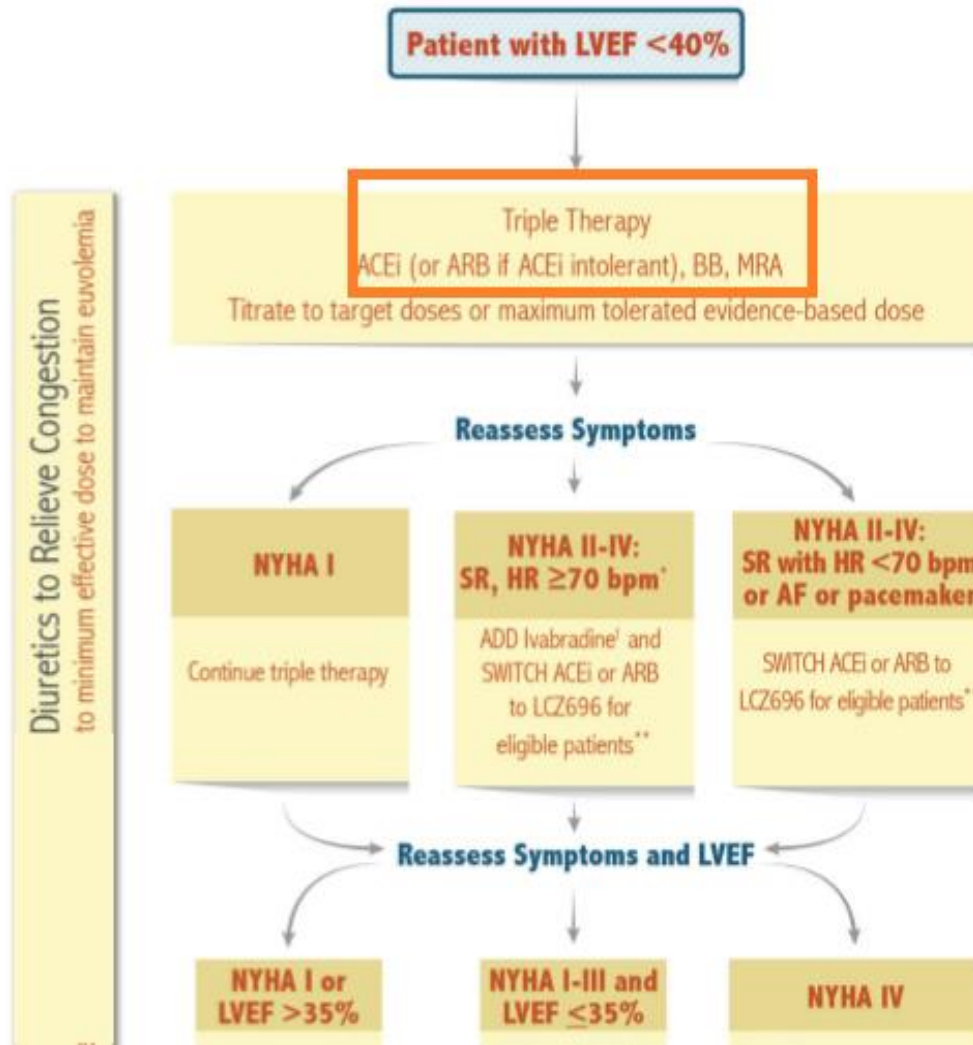 Patient with LVEF <40%
Diuretics to Relieve Congestion
to minimum effective dose to maintain euvolemia
Triple Therapy
ACEi (or ARB if ACEi intolerant), BB, MRA
Titrate to target doses or maximum tolerated evidence-based dose
Reassess Symptoms
NYHA I
Continue triple therapy
NYHA II-IV:
SR, HR ≥70 bpm*
ADD Ivabradine† and
SWITCH ACEi or ARB
to LCZ696 for
eligible patients**
NYHA II-IV:
SR with HR <70 bpm
or AF or pacemaker
SWITCH ACEi or ARB to
LCZ696 for eligible patients*
Reassess Symptoms and LVEF
NYHA I or
LVEF >35%
NYHA I-III and
LVEF ≤35%
NYHA IV